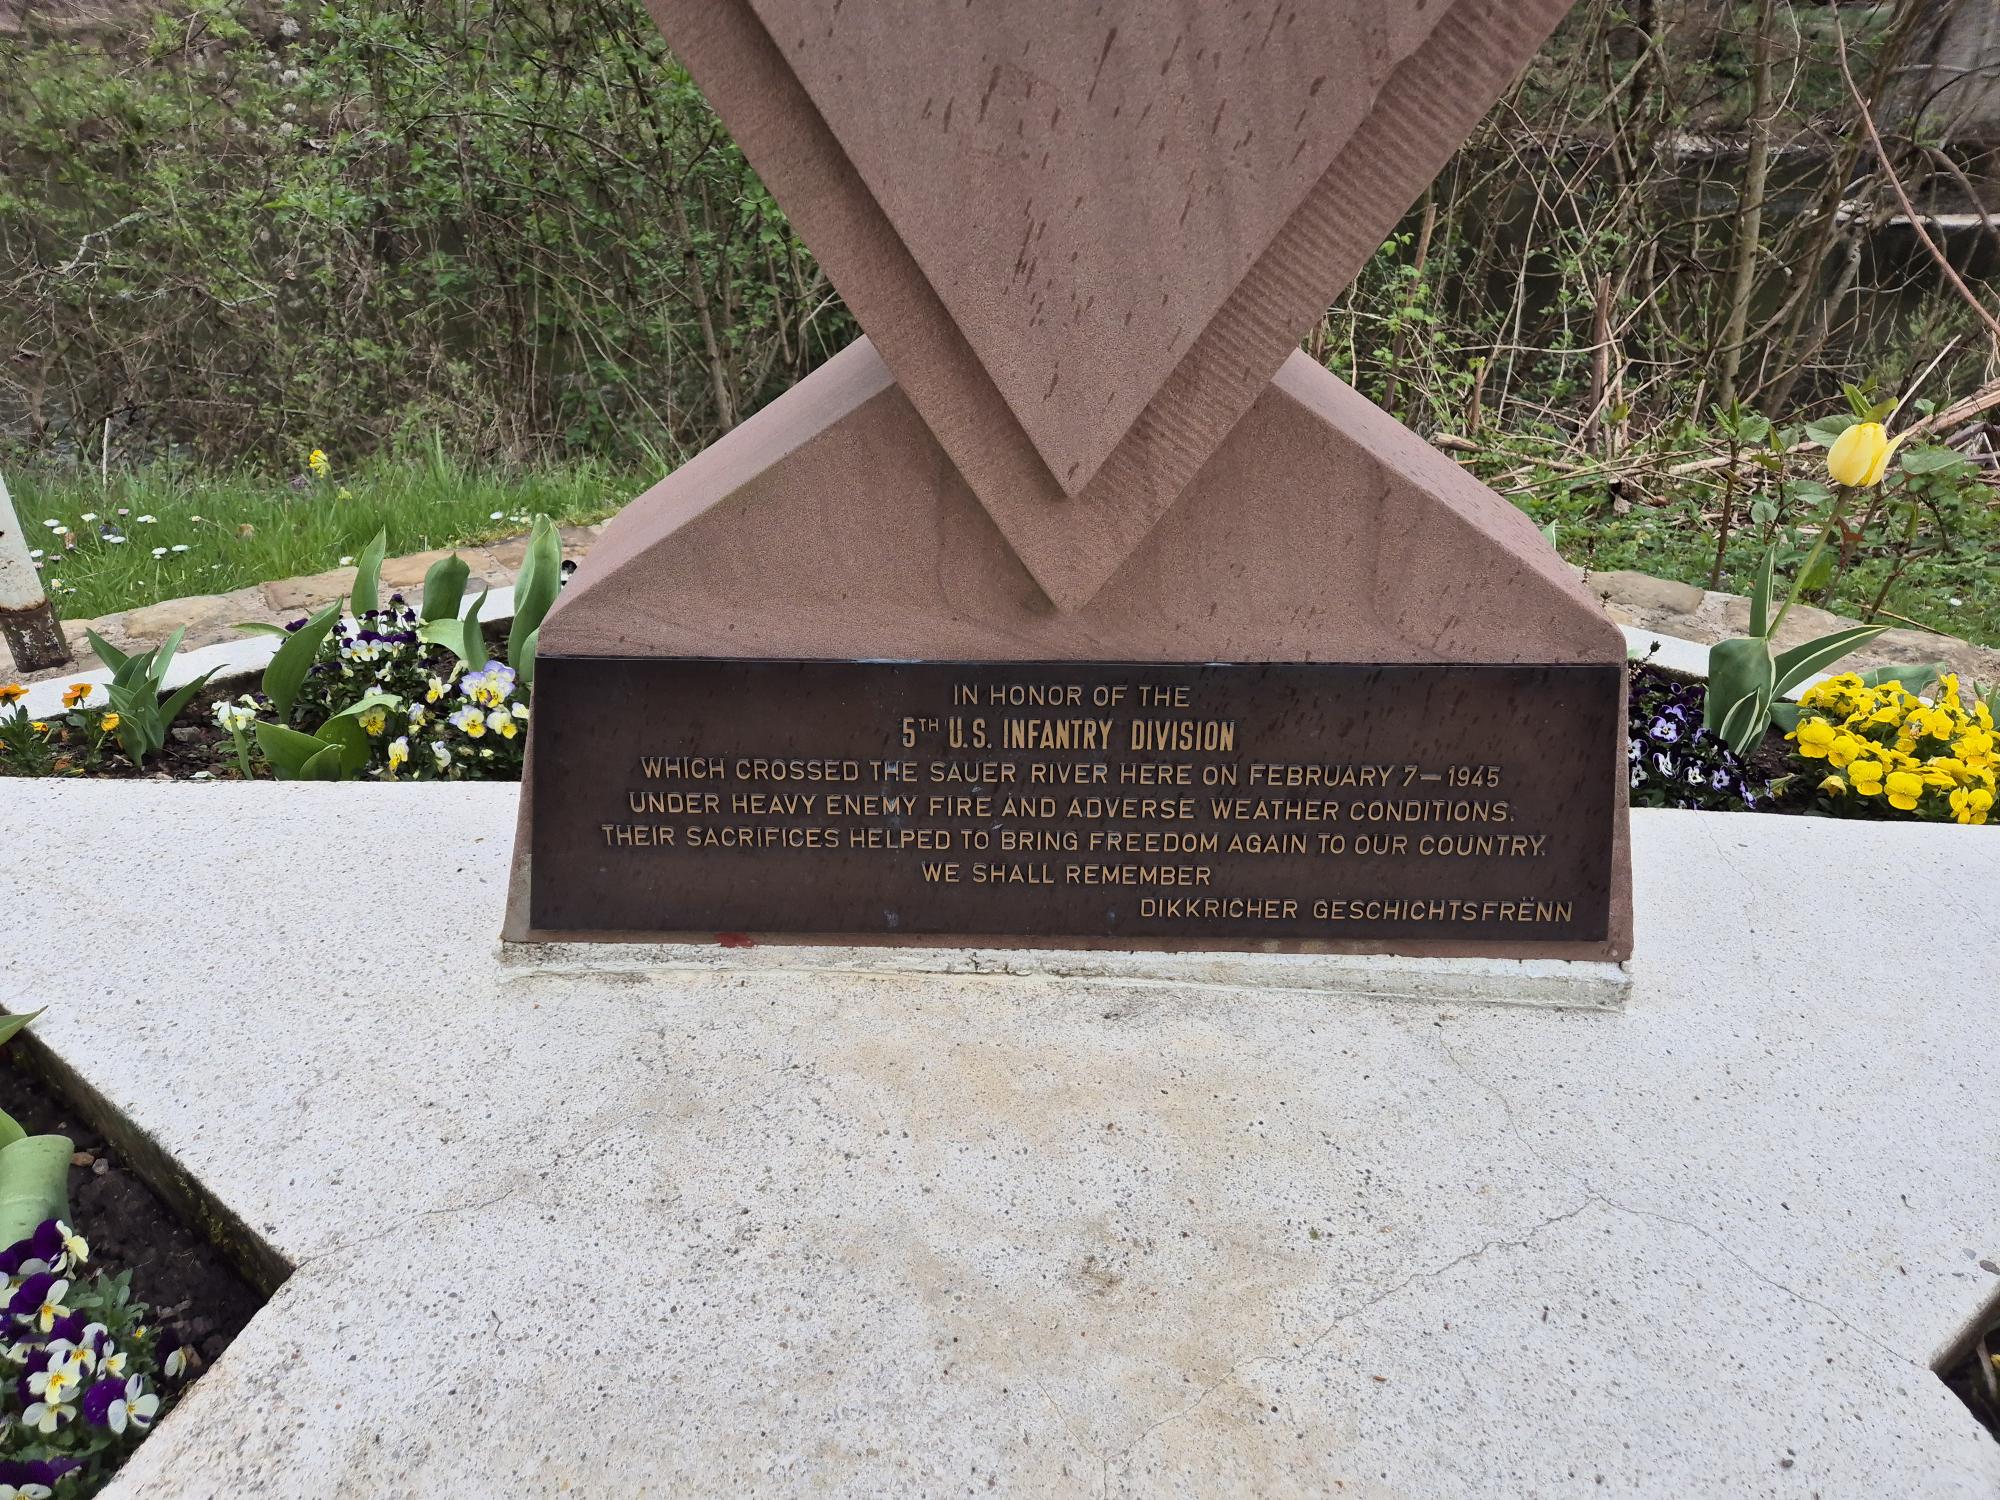 IN HONOR OF THE
5TH U.S. INFANTRY DIVISION
WHICH CROSSED THE SAUER RIVER HERE ON FEBRUARY 7—1945
UNDER HEAVY ENEMY FIRE AND ADVERSE WEATHER CONDITIONS.
THEIR SACRIFICES HELPED TO BRING FREEDOM AGAIN TO OUR COUNTRY.
WE SHALL REMEMBER
DIKKRICHER GESCHICHTSFRËNN